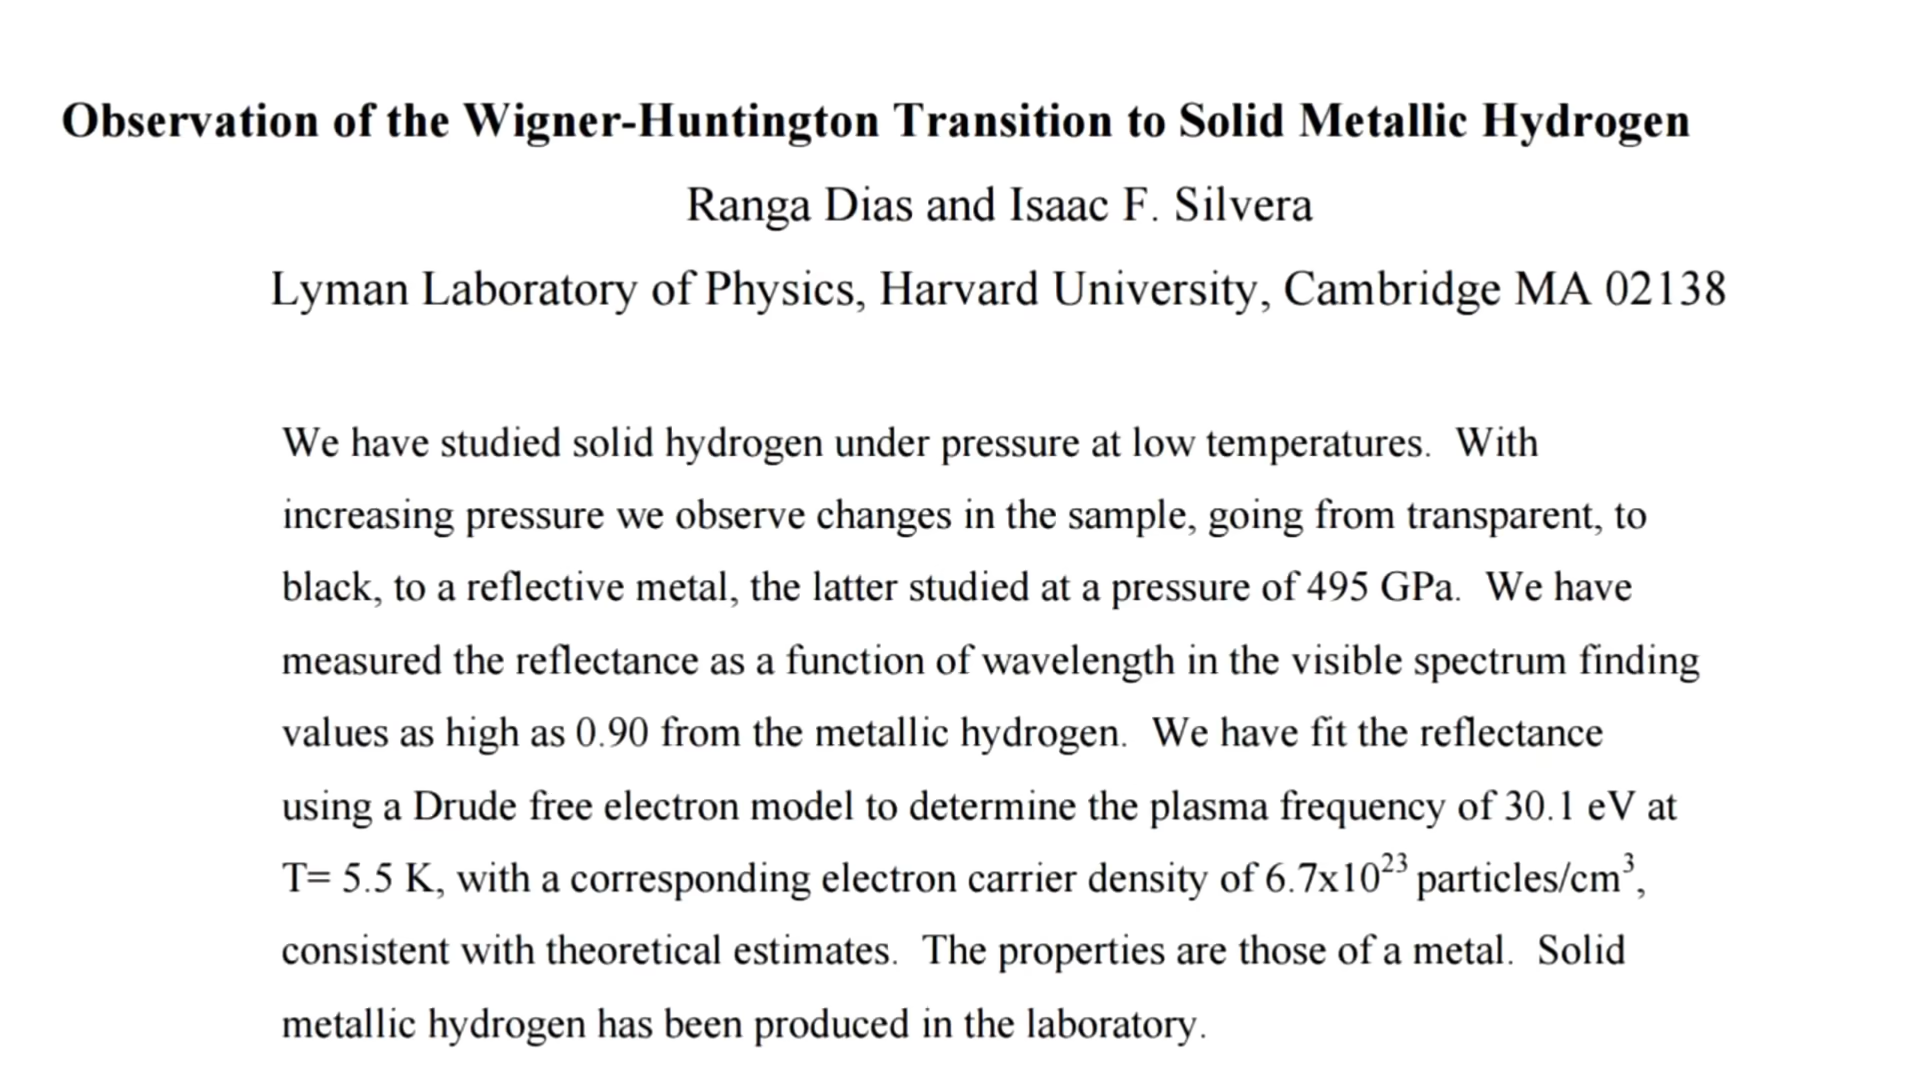 Observation of the Wigner-Huntington Transition to Solid Metallic Hydrogen
Ranga Dias and Isaac F. Silvera
Lyman Laboratory of Physics, Harvard University, Cambridge MA 02138
We have studied solid hydrogen under pressure at low temperatures.  With
increasing pressure we observe changes in the sample, going from transparent, to
black, to a reflective metal, the latter studied at a pressure of 495 GPa.  We have
measured the reflectance as a function of wavelength in the visible spectrum finding
values as high as 0.90 from the metallic hydrogen.  We have fit the reflectance
using a Drude free electron model to determine the plasma frequency of 30.1 eV at
T= 5.5 K, with a corresponding electron carrier density of 6.7x10²³ particles/cm³,
consistent with theoretical estimates.  The properties are those of a metal.  Solid
metallic hydrogen has been produced in the laboratory.